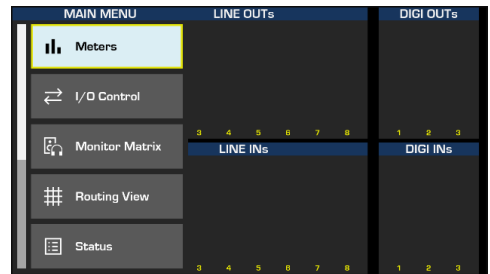 MAIN MENU
LINE OUTs
DIGI OUTs
Meters
I/O Control
3 4 5 6 7 8
1 2 3
Monitor Matrix
LINE INs
DIGI INs
Routing View
Status
3 4 5 6 7 8
1 2 3